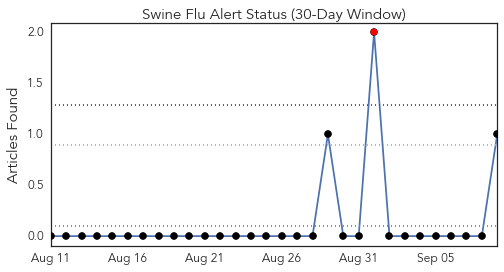 Swine Flu Alert Status (30-Day Window)
Articles Found
2.0
1.5
1.0
0.5
0.0
Aug 11 Aug 16 Aug 21 Aug 26 Aug 31 Sep 05